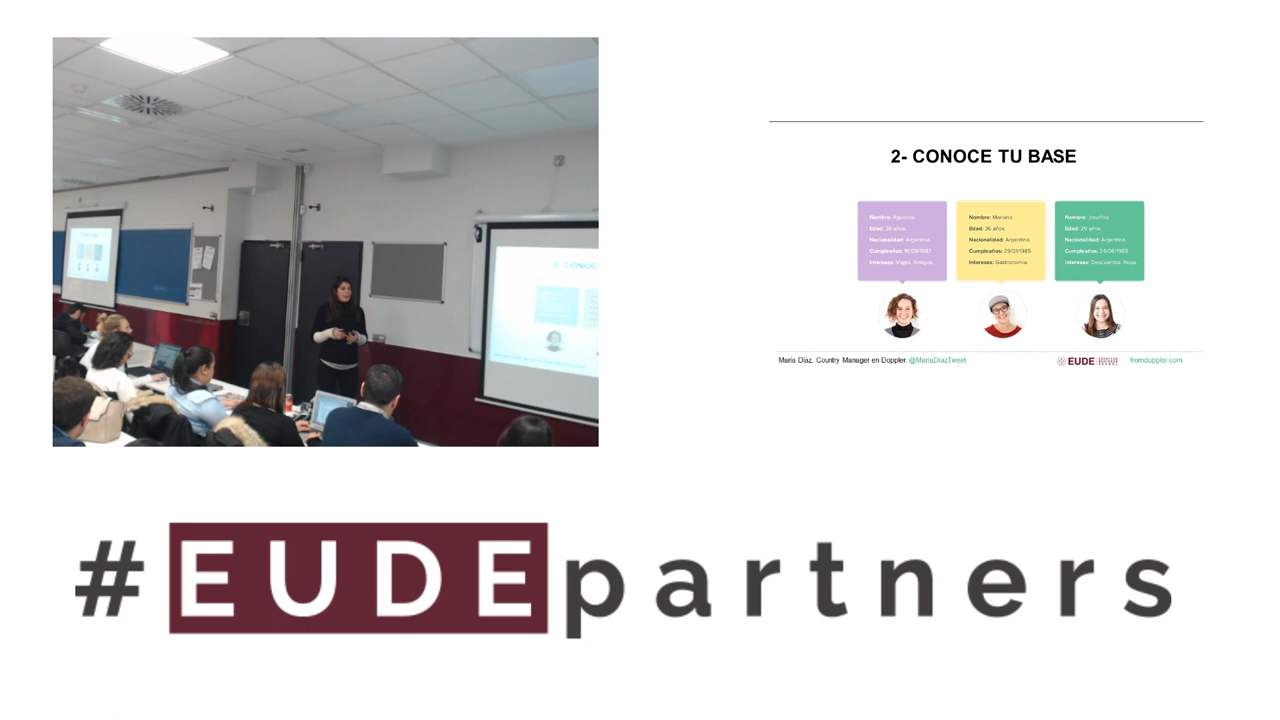 2- CONOCE TU BASE
Nombre: Agustina.
Edad: 30 años.
Nacionalidad: Argentina.
Cumpleaños: 16/09/1987
Intereses: Viajes, Amigos.
Nombre: Mariana.
Edad: 36 años.
Nacionalidad: Argentina.
Cumpleaños: 29/01/1985
Intereses: Gastronomía.
Nombre: Josefina.
Edad: 29 años.
Nacionalidad: Argentina.
Cumpleaños: 24/06/1988
Intereses: Descuentos, Ropa.
María Díaz. Country Manager en Doppler. @MariaDiazTweet
EUDE
fromdoppler.com
2- CONOC
#EUDEpartners